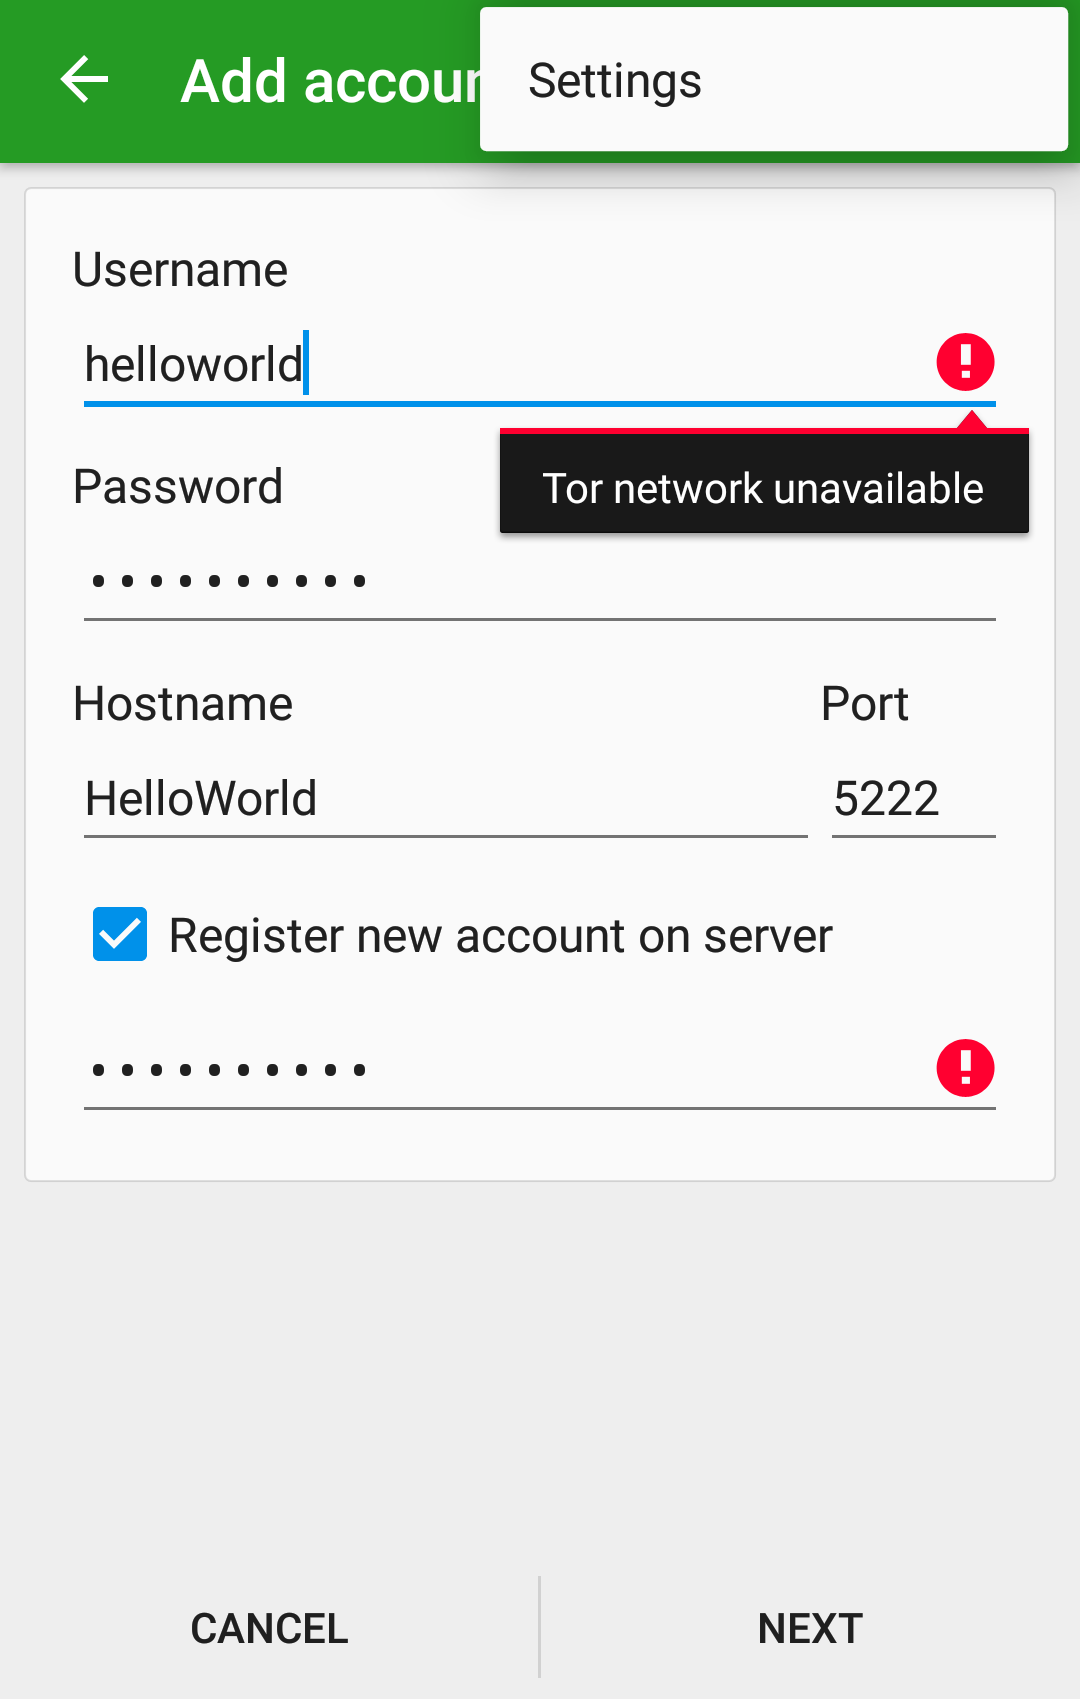 Add accoun
Settings
Username
helloworld
Password
Tor network unavailable
••••••••••
Hostname
Port
HelloWorld
5222
Register new account on server
••••••••••
CANCEL
NEXT